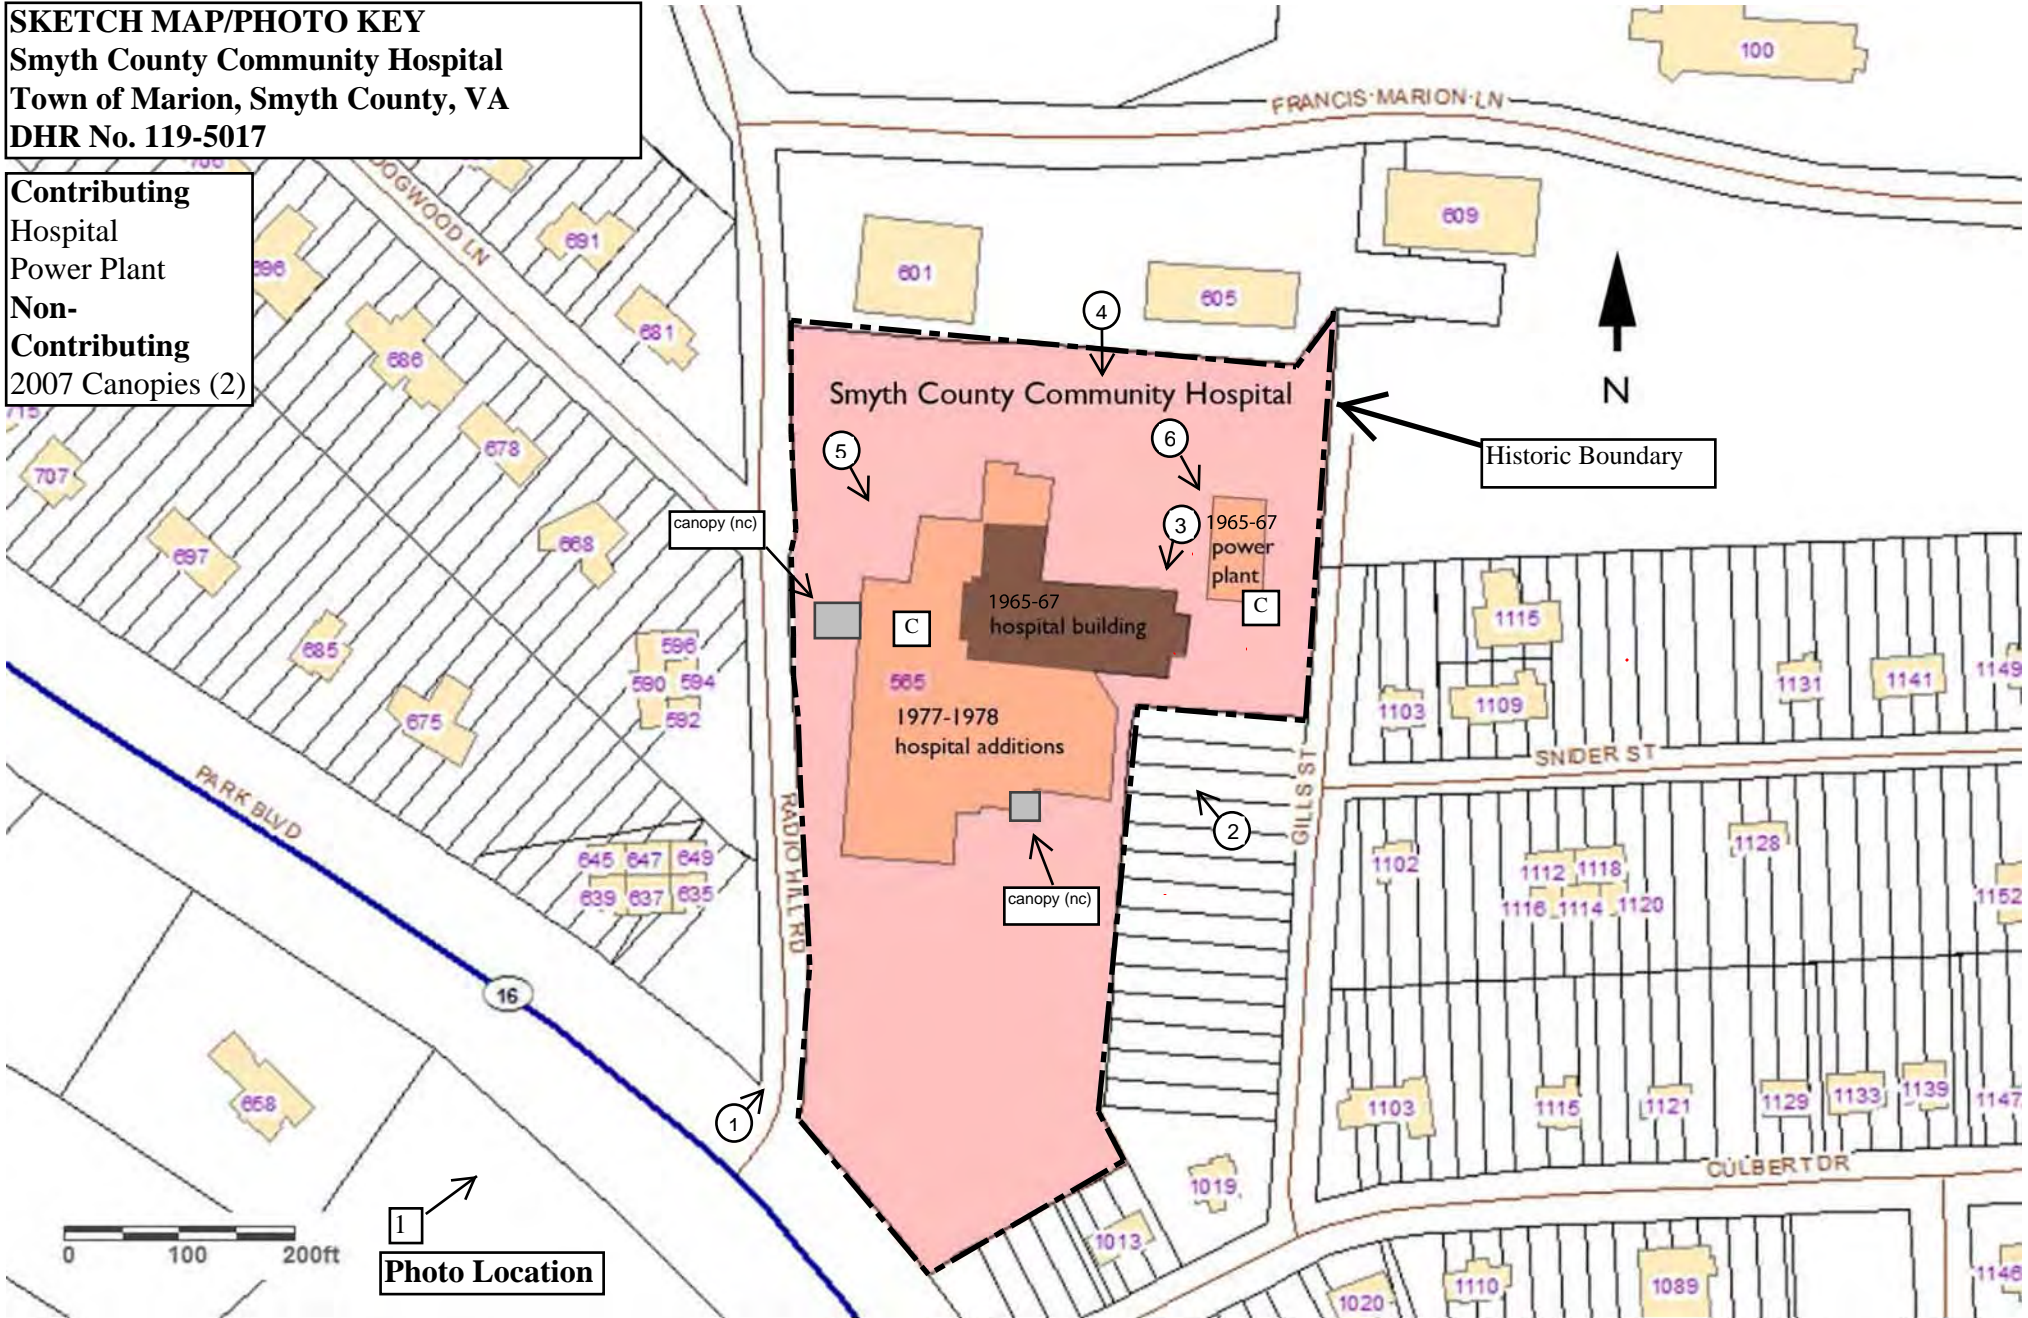 SKETCH MAP/PHOTO KEY
Smyth County Community Hospital
Town of Marion, Smyth County, VA
DHR No. 119-5017
Contributing
Hospital
Power Plant
Non-
Contributing
2007 Canopies (2)
100
FRANCIS MARION LN
OGWOOD LN
691
696
681
686
678
601
605
609
4
N
Smyth County Community Hospital
Historic Boundary
5
6
3
707
697
668
685
canopy (nc)
1965-67
power
plant
C
1965-67
hospital building
C
565
1977-1978
hospital additions
596
590
594
592
675
1115
1103
1109
1131
1141
1149
SNIDER ST
PARK BLVD
RADIO HILL RD
GILLS ST
2
canopy (nc)
645
647
649
639
637
635
1102
1112
1118
1116
1114
1120
1128
1152
16
658
1
1103
1115
1121
1129
1133
1139
1147
CULBERT DR
1019
1013
1020
1110
1089
1146
0
100
200ft
1
Photo Location